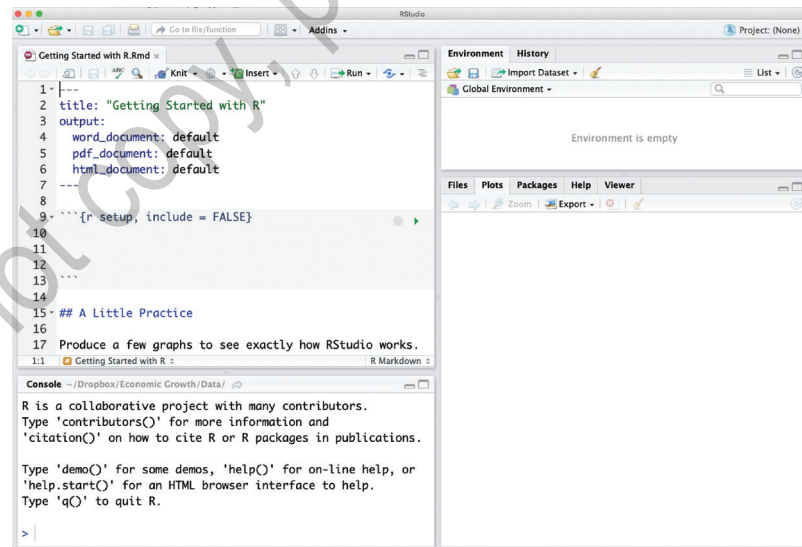 RStudio
Go to file/function
Addins
Project: (None)
Getting Started with R.Rmd
ABC Knit Insert Run
1 ---
2 title: "Getting Started with R"
3 output:
4 word_document: default
5 pdf_document: default
6 html_document: default
7 ---
8
9 ```{r setup, include = FALSE}
10
11
12
13 ```
14
15 ## A Little Practice
16
17 Produce a few graphs to see exactly how RStudio works.
1:1 Getting Started with R R Markdown
Console ~/Dropbox/Economic Growth/Data/
R is a collaborative project with many contributors.
Type 'contributors()' for more information and
'citation()' on how to cite R or R packages in publications.
Type 'demo()' for some demos, 'help()' for on-line help, or
'help.start()' for an HTML browser interface to help.
Type 'q()' to quit R.
>
Environment History
Import Dataset List
Global Environment
Environment is empty
Files Plots Packages Help Viewer
Zoom Export
not copy, p